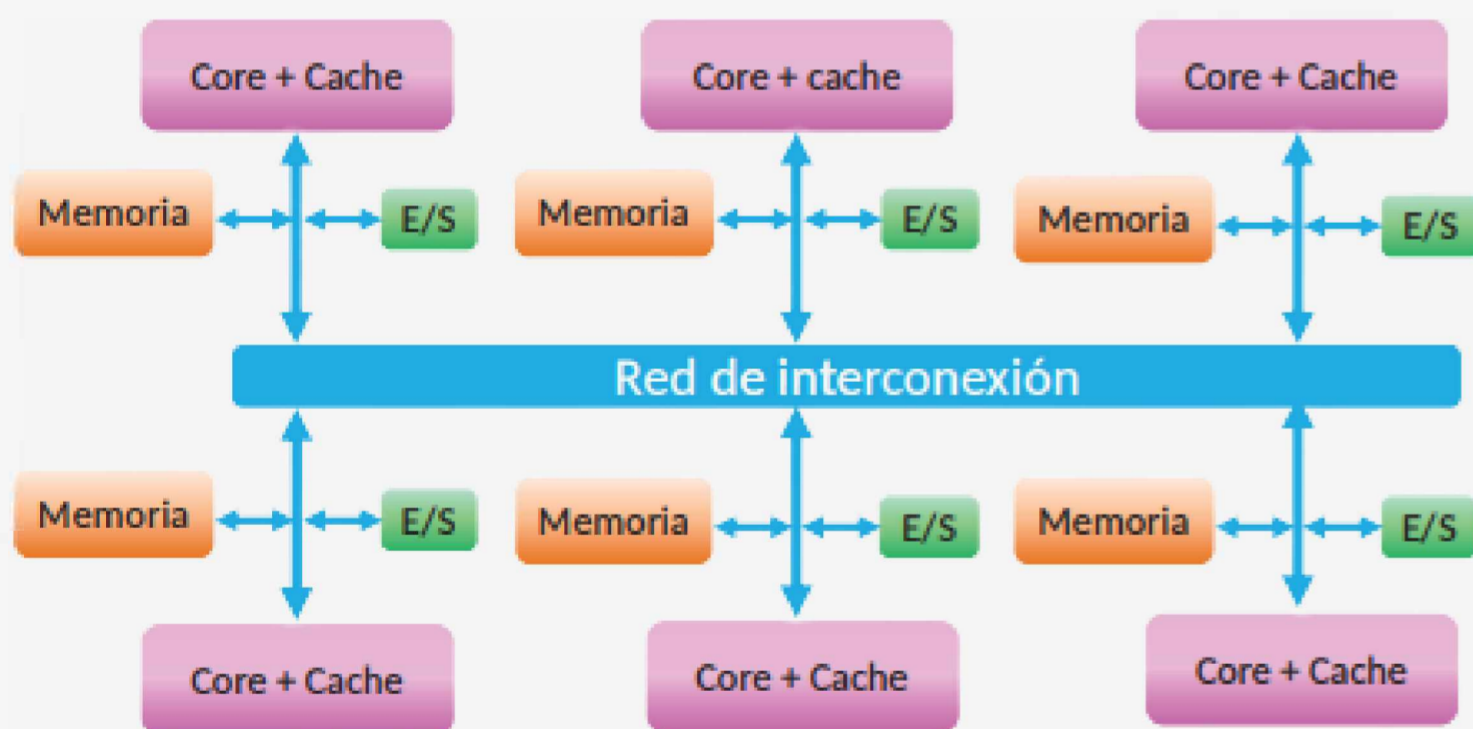 Core + Cache
Core + cache
Core + Cache
Memoria
E/S
Memoria
E/S
Memoria
E/S
Red de interconexión
Memoria
E/S
Memoria
E/S
Memoria
E/S
Core + Cache
Core + Cache
Core + Cache